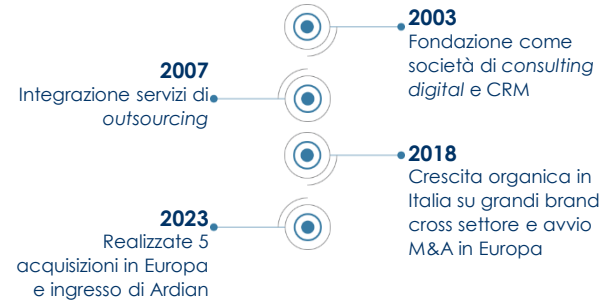 2003
Fondazione come
società di consulting
digital e CRM
2007
Integrazione servizi di
outsourcing
2018
Crescita organica in
Italia su grandi brand
cross settore e avvio
M&A in Europa
2023
Realizzate 5
acquisizioni in Europa
e ingresso di Ardian